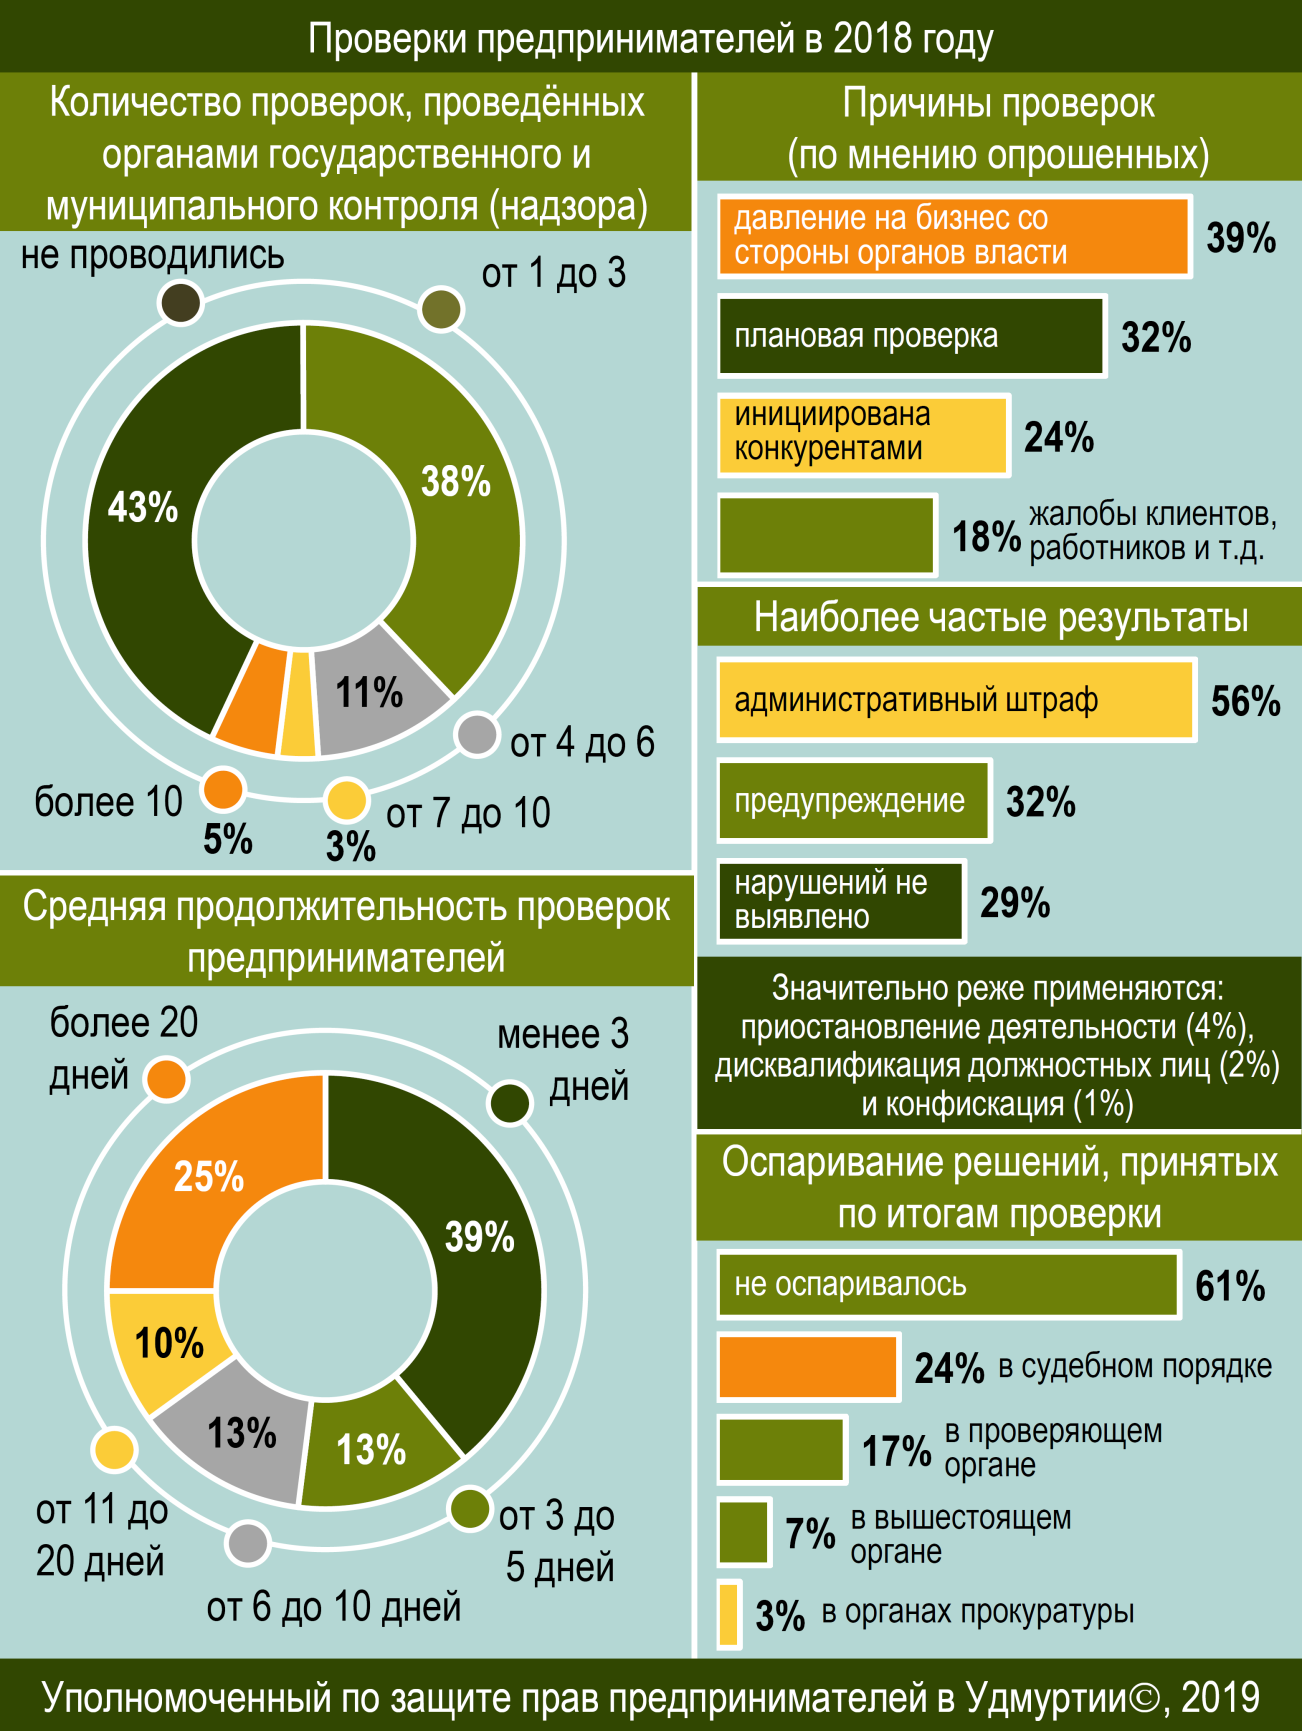 Проверки предпринимателей в 2018 году
Количество проверок, проведённых
органами государственного и
муниципального контроля (надзора)
не проводились
от 1 до 3
43%
38%
11%
от 4 до 6
более 10
5%
3%
от 7 до 10
Средняя продолжительность проверок
предпринимателей
более 20
дней
менее 3
дней
25%
39%
10%
13%
13%
от 11 до
20 дней
от 6 до 10 дней
от 3 до
5 дней
Причины проверок
(по мнению опрошенных)
давление на бизнес со
стороны органов власти
39%
плановая проверка
32%
инициирована
конкурентами
24%
18%
жалобы клиентов,
работников и т.д.
Наиболее частые результаты
административный штраф
56%
предупреждение
32%
нарушений не
выявлено
29%
Значительно реже применяются:
приостановление деятельности (4%),
дисквалификация должностных лиц (2%)
и конфискация (1%)
Оспаривание решений, принятых
по итогам проверки
не оспаривалось
61%
24% в судебном порядке
17%
в проверяющем
органе
7%
в вышестоящем
органе
3% в органах прокуратуры
Уполномоченный по защите прав предпринимателей в Удмуртии©, 2019